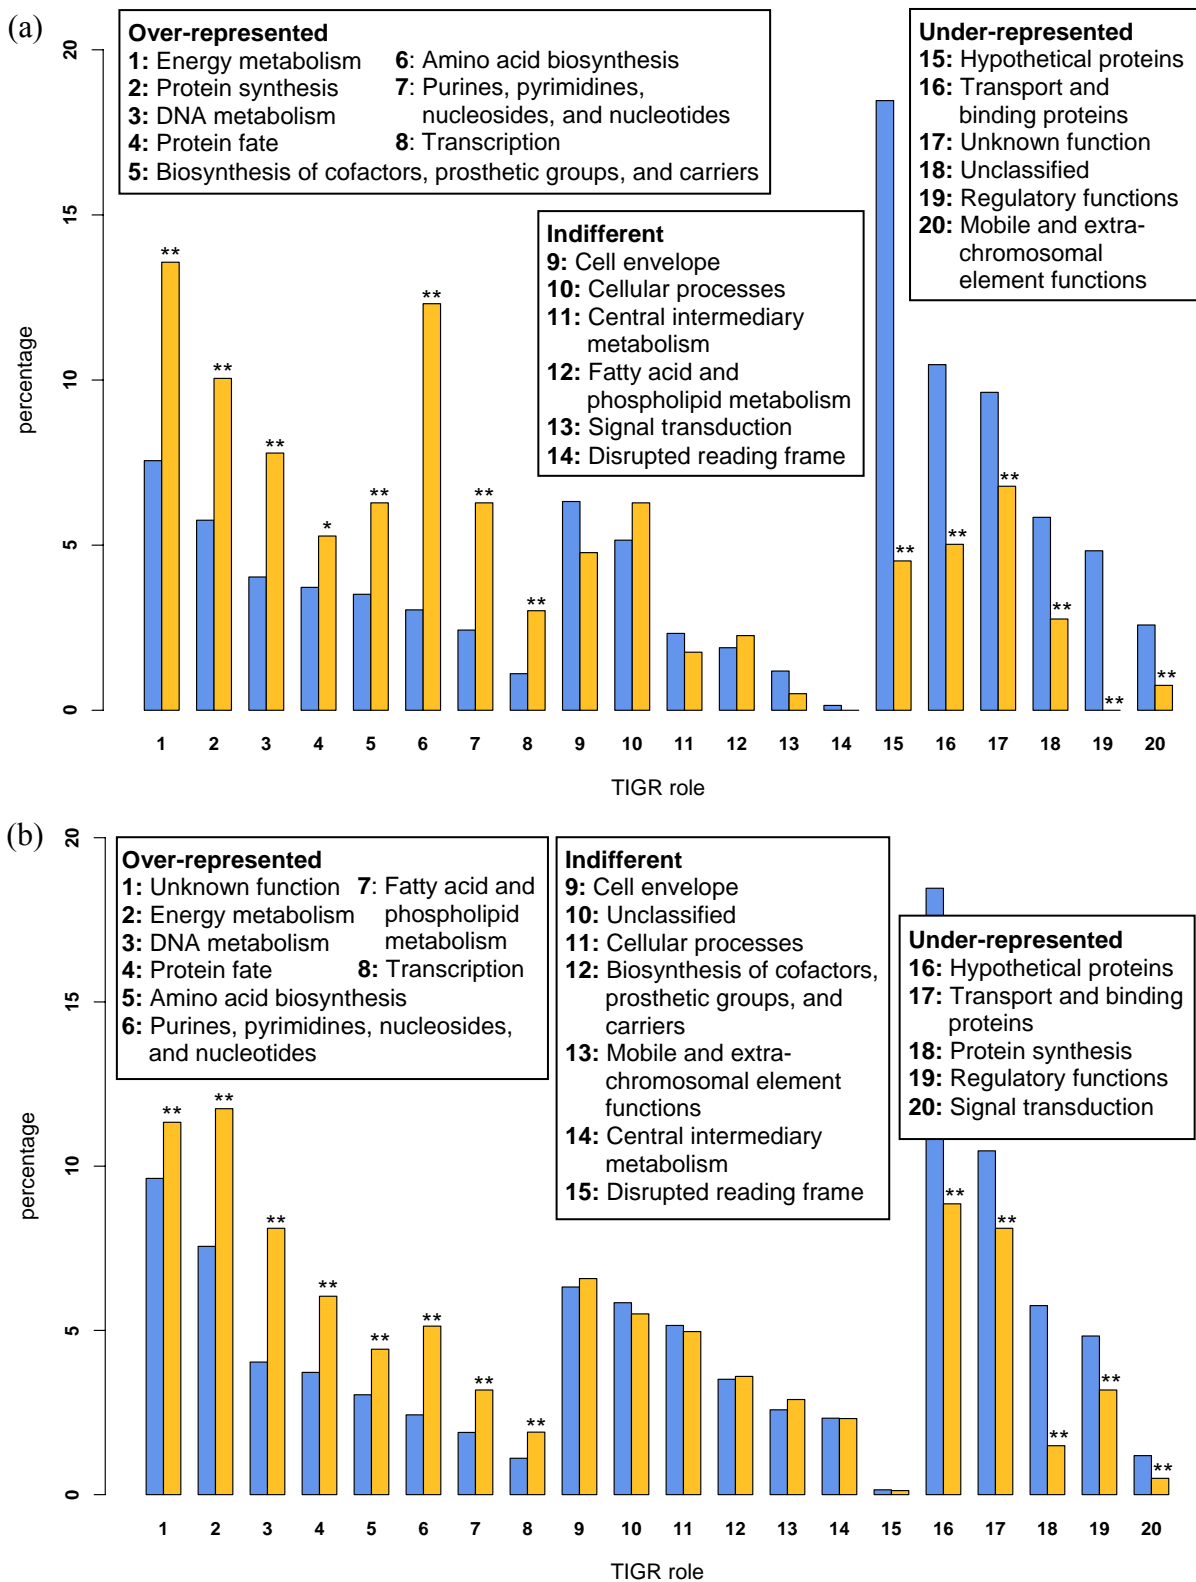 (a)
Over-represented
1: Energy metabolism
2: Protein synthesis
3: DNA metabolism
4: Protein fate
5: Biosynthesis of cofactors, prosthetic groups, and carriers
6: Amino acid biosynthesis
7: Purines, pyrimidines,
nucleosides, and nucleotides
8: Transcription
Indifferent
9: Cell envelope
10: Cellular processes
11: Central intermediary
metabolism
12: Fatty acid and
phospholipid metabolism
13: Signal transduction
14: Disrupted reading frame
Under-represented
15: Hypothetical proteins
16: Transport and
binding proteins
17: Unknown function
18: Unclassified
19: Regulatory functions
20: Mobile and extra-
chromosomal
element functions
percentage
20
15
10
5
0
** ** ** * ** ** ** ** ** ** ** ** ** **
1 2 3 4 5 6 7 8 9 10 11 12 13 14 15 16 17 18 19 20
TIGR role
(b)
Over-represented
1: Unknown function
2: Energy metabolism
3: DNA metabolism
4: Protein fate
5: Amino acid biosynthesis
6: Purines, pyrimidines, nucleosides,
and nucleotides
7: Fatty acid and
phospholipid
metabolism
8: Transcription
Indifferent
9: Cell envelope
10: Unclassified
11: Cellular processes
12: Biosynthesis of cofactors,
prosthetic groups, and
carriers
13: Mobile and extra-
chromosomal element
functions
14: Central intermediary
metabolism
15: Disrupted reading frame
Under-represented
16: Hypothetical proteins
17: Transport and binding
proteins
18: Protein synthesis
19: Regulatory functions
20: Signal transduction
percentage
20
15
10
5
0
** ** ** ** ** ** ** ** ** ** ** ** **
1 2 3 4 5 6 7 8 9 10 11 12 13 14 15 16 17 18 19 20
TIGR role